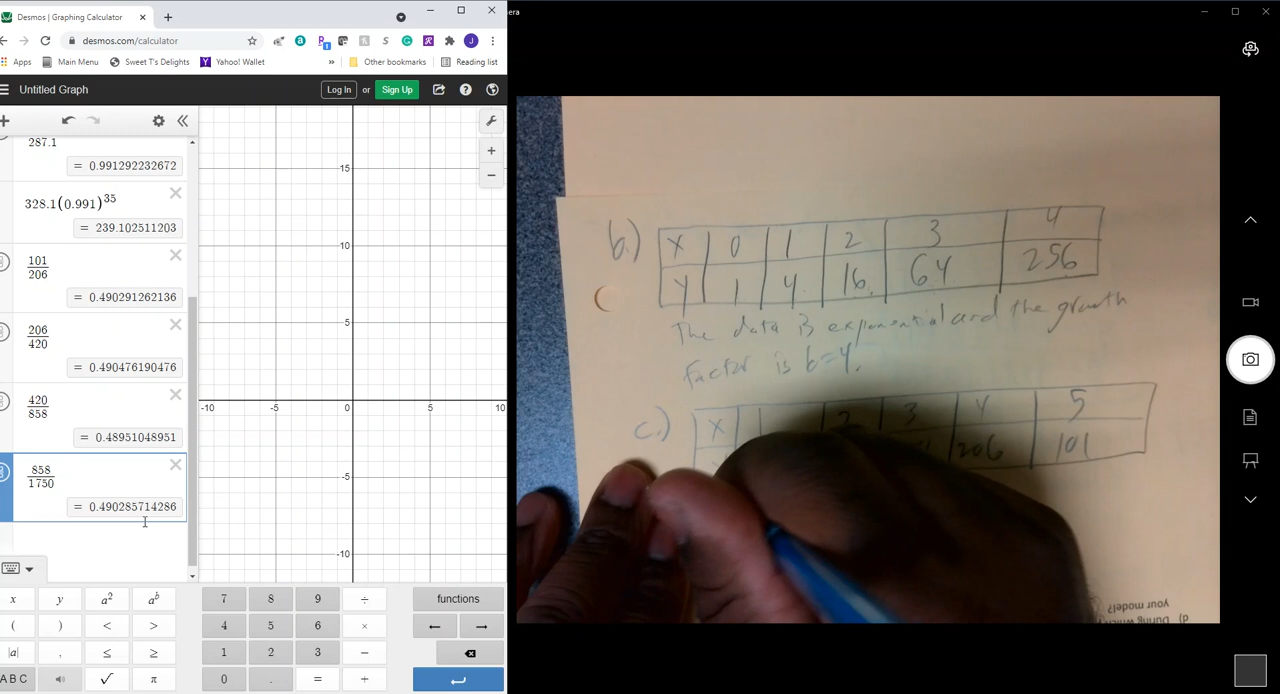 Desmos | Graphing Calculator
era
desmos.com/calculator
Apps Main Menu Sweet T's Delights Yahoo! Wallet » Other bookmarks Reading list
Untitled Graph Log In or Sign Up
287.1
= 0.991292232672
328.1(0.991)^35
= 239.102511203
101/206
= 0.490291262136
206/420
= 0.490476190476
420/858
= 0.48951048951
858/1750
= 0.490285714286
15
10
5
-10 -5 0 5 10
-5
-10
x y a² a^b 7 8 9 ÷ functions
( ) < > 4 5 6 × ← →
|a| , ≤ ≥ 1 2 3 −
A B C √ π 0 . = +
b.) X 0 1 2 3 4
y 1 4 16 64 256
The data is exponential and the growth
factor is b=4.
c.) X 2 3 4 5
206 101
your model?
d) During which